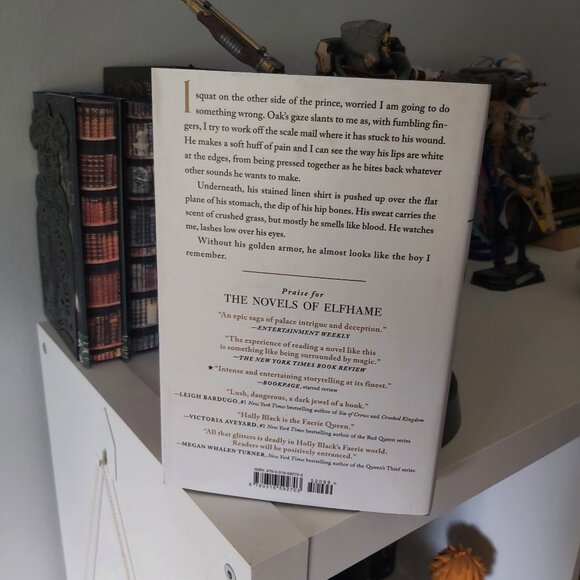 I squat on the other side of the prince, worried I am going to do
something wrong. Oak's gaze slants to me as, with fumbling fin-
gers, I try to work off the scale mail where it has stuck to his wound.
He makes a soft huff of pain and I can see the way his lips are white
at the edges, from being pressed together as he bites back whatever
other sounds he wants to make.
Underneath, his stained linen shirt is pushed up over the flat
plane of his stomach, the dip of his hip bones. His sweat carries the
scent of crushed grass, but mostly he smells like blood. He watches
me, lashes low over his eyes.
Without his golden armor, he almost looks like the boy I
remember.
Praise for
THE NOVELS OF ELFHAME
"An epic saga of palace intrigue and deception."
—ENTERTAINMENT WEEKLY
"The experience of reading a novel like this
is something like being surrounded by magic."
—THE NEW YORK TIMES BOOK REVIEW
★ "Intense and entertaining storytelling at its finest."
—BOOKPAGE, starred review
"Lush, dangerous, a dark jewel of a book."
—LEIGH BARDUGO, #1 New York Times bestselling author of Six of Crows and Crooked Kingdom
"Holly Black is the Faerie Queen."
—VICTORIA AVEYARD, #1 New York Times bestselling author of the Red Queen series
"All that glitters is deadly in Holly Black's Faerie world.
Readers will be positively entranced."
—MEGAN WHALEN TURNER, New York Times bestselling author of the Queen's Thief series
ISBN: 978-0-316-59270-3
52099
9 780316 592703